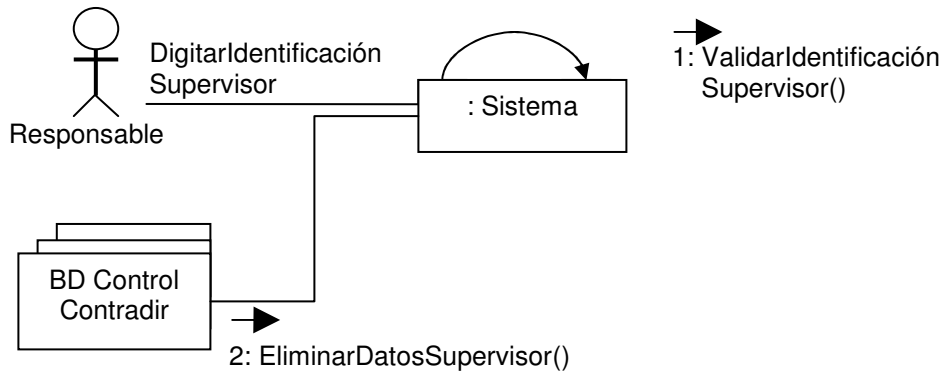 DigitarIdentificación
Supervisor
Responsable
: Sistema
1: ValidarIdentificación
Supervisor()
BD Control
Contradir
2: EliminarDatosSupervisor()